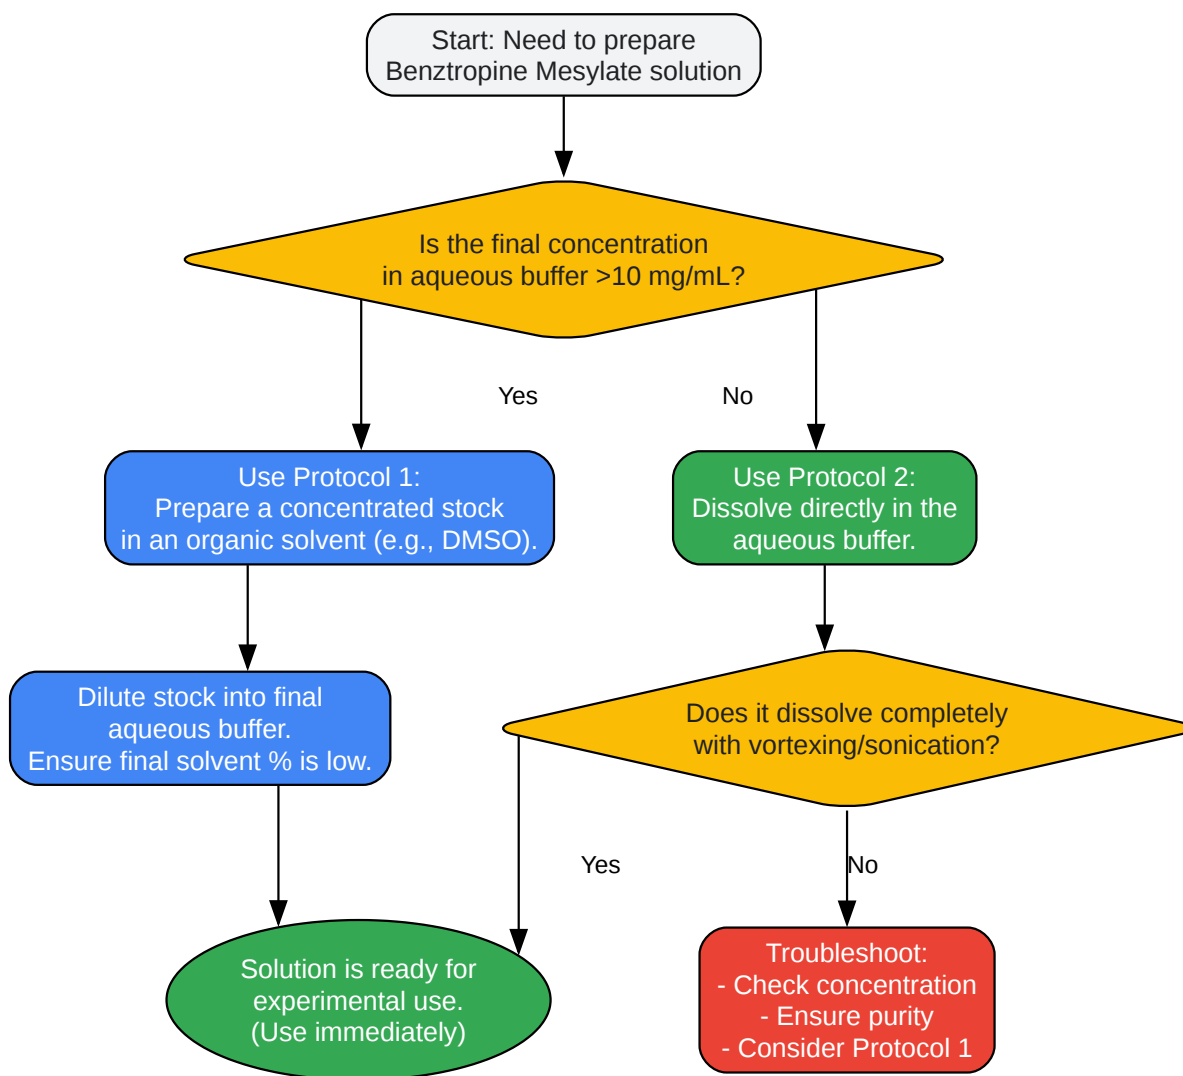 Start: Need to prepare
Benztropine Mesylate solution
Is the final concentration
in aqueous buffer >10 mg/mL?
Yes
No
Use Protocol 1:
Prepare a concentrated stock
in an organic solvent (e.g., DMSO).
Use Protocol 2:
Dissolve directly in the
aqueous buffer.
Dilute stock into final
aqueous buffer.
Ensure final solvent % is low.
Does it dissolve completely
with vortexing/sonication?
Yes
No
Solution is ready for
experimental use.
(Use immediately)
Troubleshoot:
- Check concentration
- Ensure purity
- Consider Protocol 1